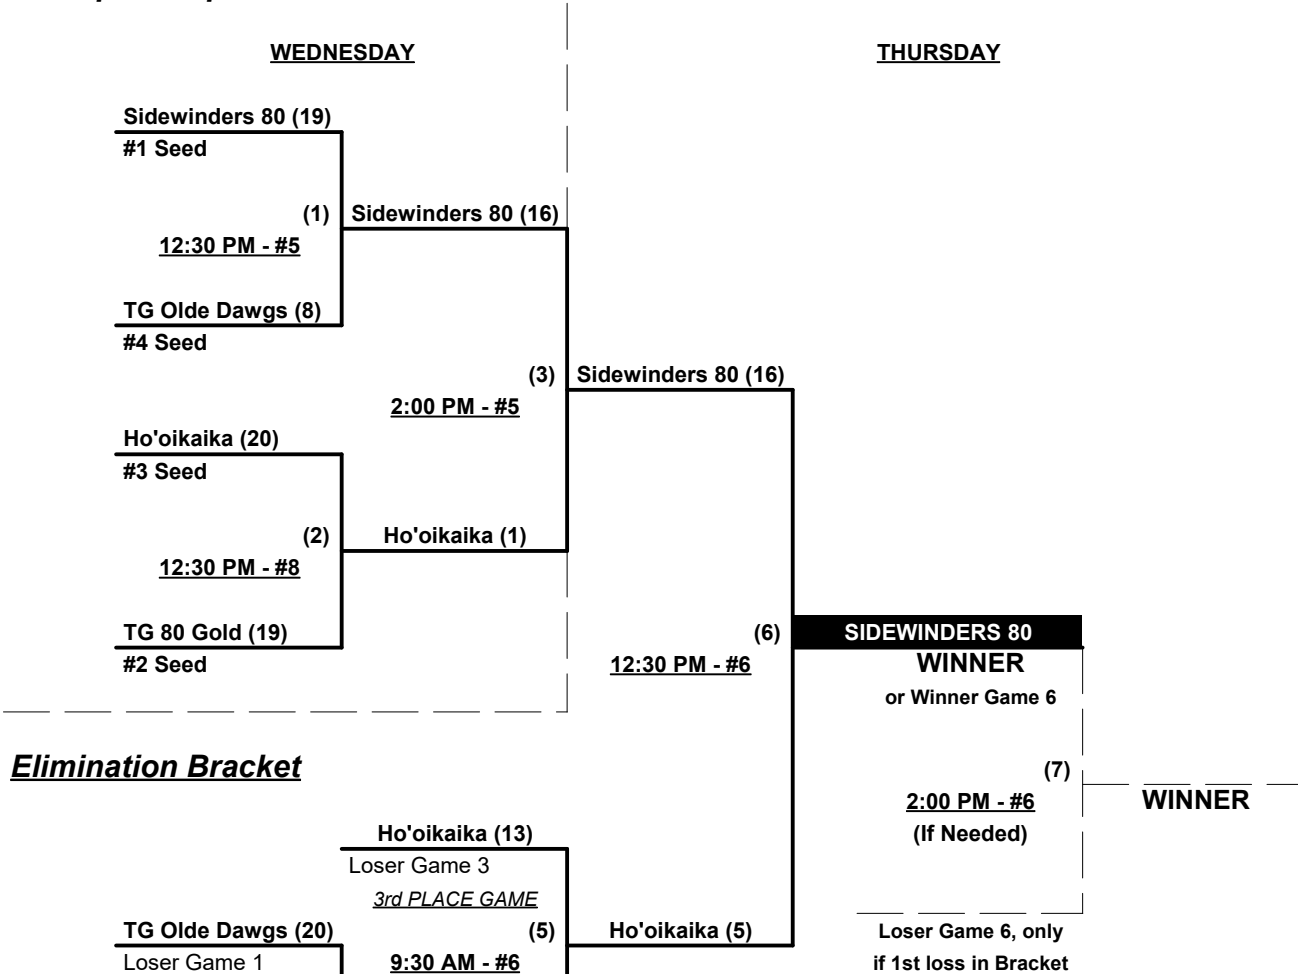 WEDNESDAY
THURSDAY
Sidewinders 80 (19)
#1 Seed
(1)
Sidewinders 80 (16)
12:30 PM - #5
TG Olde Dawgs (8)
#4 Seed
(3)
Sidewinders 80 (16)
2:00 PM - #5
Ho'oikaika (20)
#3 Seed
(2)
Ho'oikaika (1)
12:30 PM - #8
TG 80 Gold (19)
#2 Seed
(6)
SIDEWINDERS 80
12:30 PM - #6
WINNER
or Winner Game 6
Elimination Bracket
(7)
2:00 PM - #6
WINNER
(If Needed)
Ho'oikaika (13)
Loser Game 3
3rd PLACE GAME
TG Olde Dawgs (20)
(5)
Ho'oikaika (5)
Loser Game 6, only
Loser Game 1
9:30 AM - #6
if 1st loss in Bracket